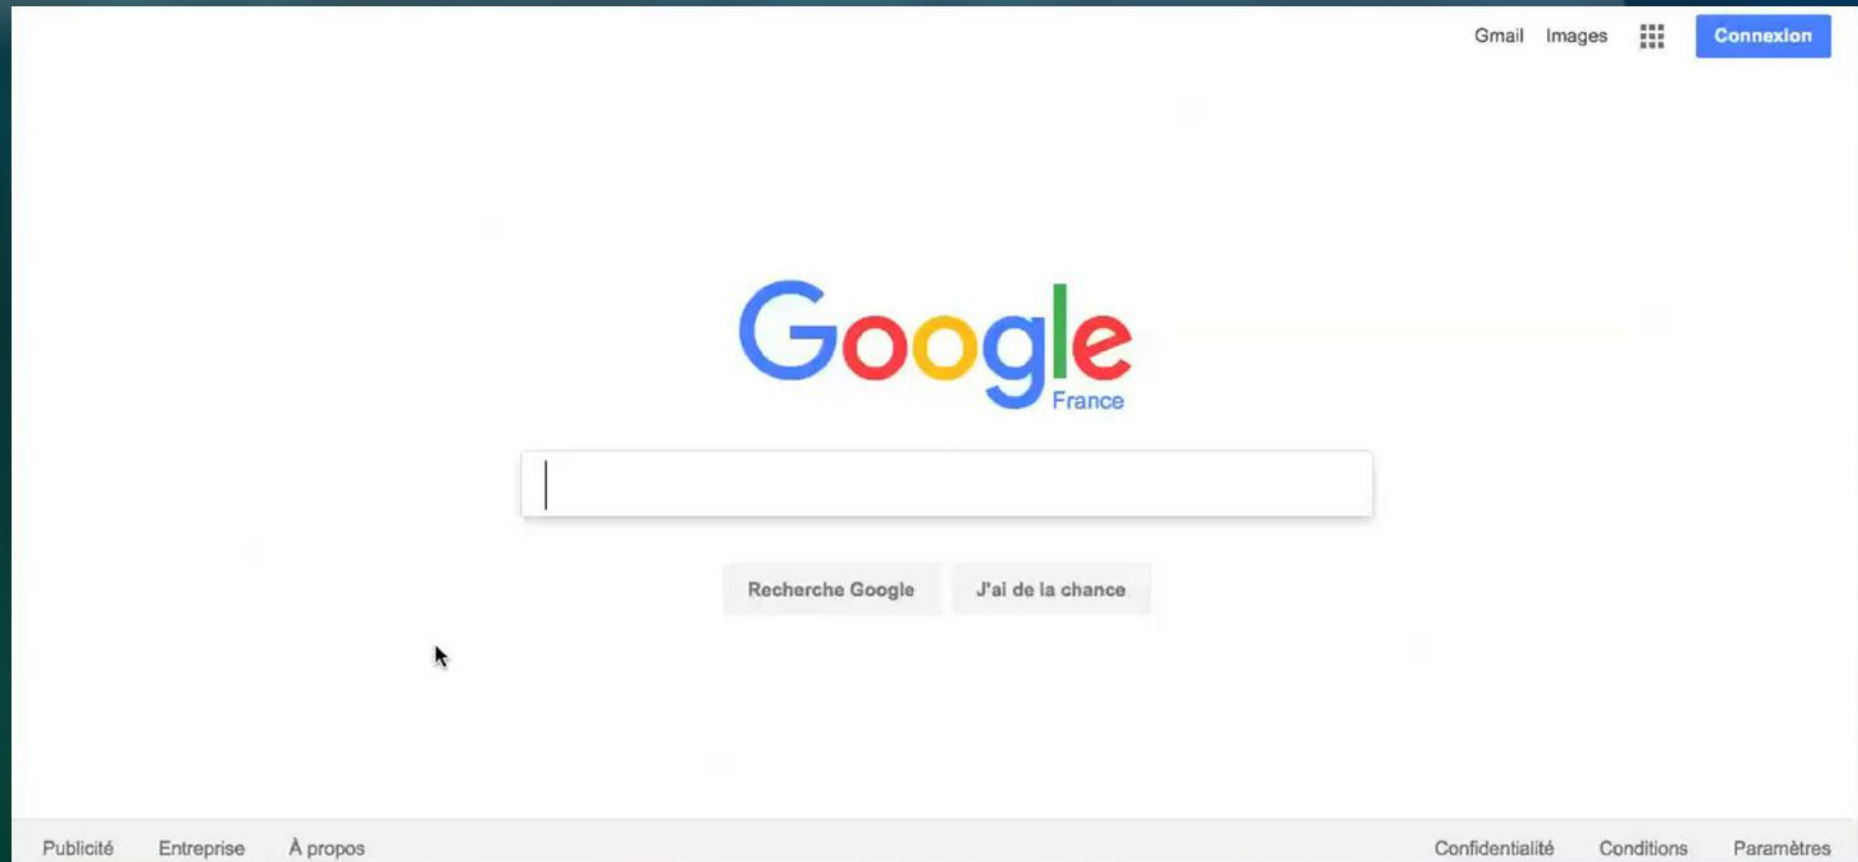 Gmail Images Connexion
Google
France
Recherche Google J'ai de la chance
Publicité Entreprise À propos Confidentialité Conditions Paramètres